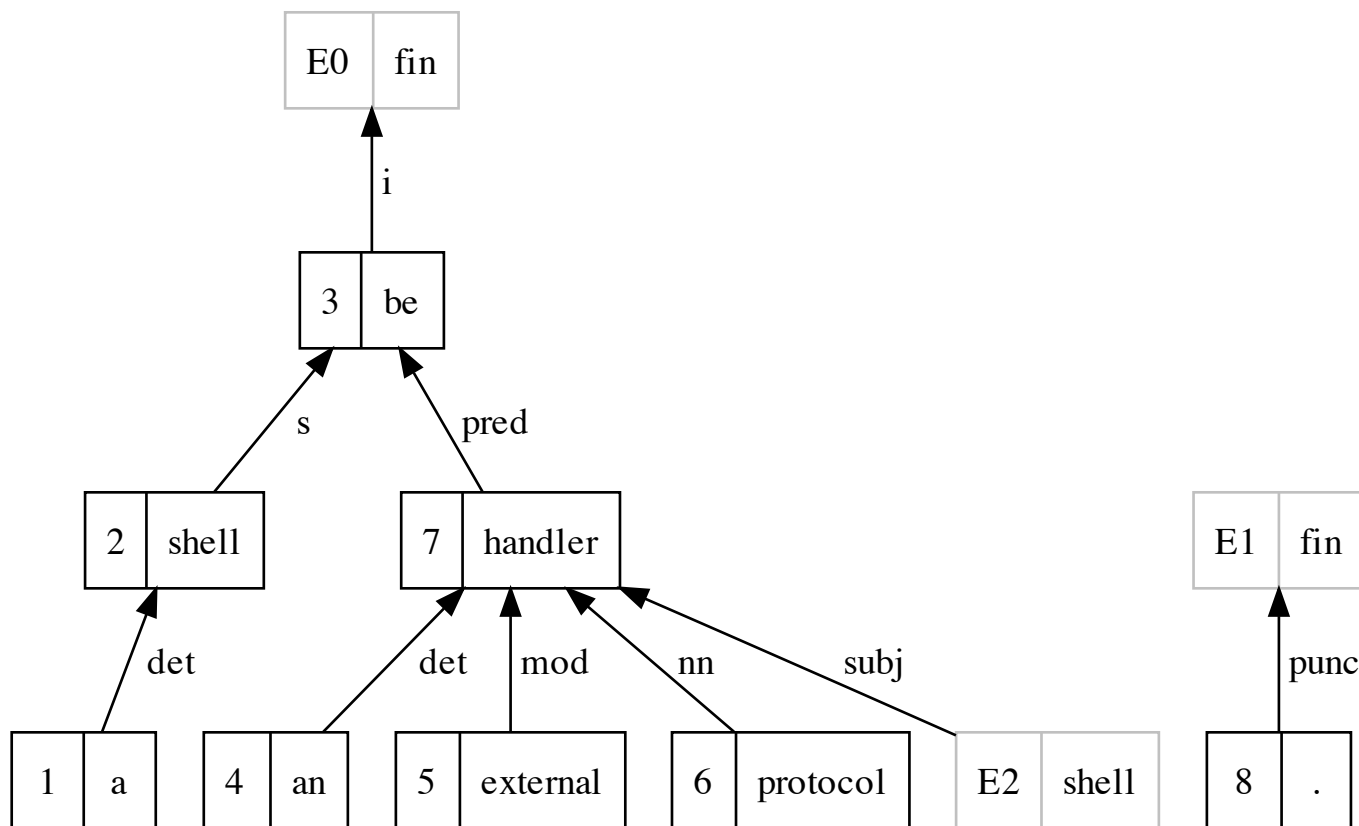 E0 fin
i
3 be
s pred
2 shell 7 handler E1 fin
det det mod nn subj punc
1 a 4 an 5 external 6 protocol E2 shell 8 .